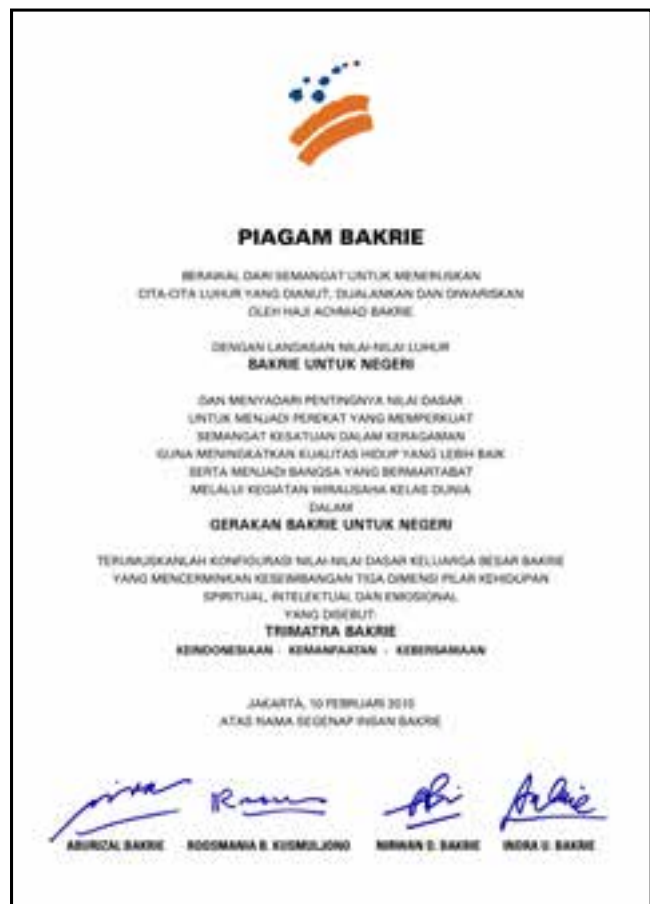 PIAGAM BAKRIE
BERAWAL DARI SEMANGAT UNTUK MENERUSKAN
CITA-CITA LUHUR YANG DIANUT, DIJALANKAN DAN DIWARISKAN
OLEH HAJI ACHMAD BAKRIE
DENGAN LANDASAN NILAI-NILAI LUHUR
BAKRIE UNTUK NEGERI
DAN MENYADARI PENTINGNYA NILAI DASAR
UNTUK MENJADI PEREKAT YANG MEMPERKUAT
SEMANGAT KESATUAN DALAM KERAGAMAN
GUNA MENINGKATKAN KUALITAS HIDUP YANG LEBIH BAIK
SERTA MENJADI BANGSA YANG BERMARTABAT
MELALUI KEGIATAN WIRAUSAHA KELAS DUNIA
DALAM
GERAKAN BAKRIE UNTUK NEGERI
TERUMUSKANLAH KONFIGURASI NILAI-NILAI DASAR KELUARGA BESAR BAKRIE
YANG MENCERMINKAN KESEIMBANGAN TIGA DIMENSI PILAR KEHIDUPAN
SPIRITUAL, INTELEKTUAL DAN EMOSIONAL
YANG DISEBUT:
TRIMATRA BAKRIE
KEINDONESIAAN - KEMANFAATAN - KEBERSAMAAN
JAKARTA, 10 FEBRUARI 2010
ATAS NAMA SEGENAP INSAN BAKRIE
ABURIZAL BAKRIE ROOSMANIA B. KUSMULJONO NIRWAN D. BAKRIE INDRA U. BAKRIE